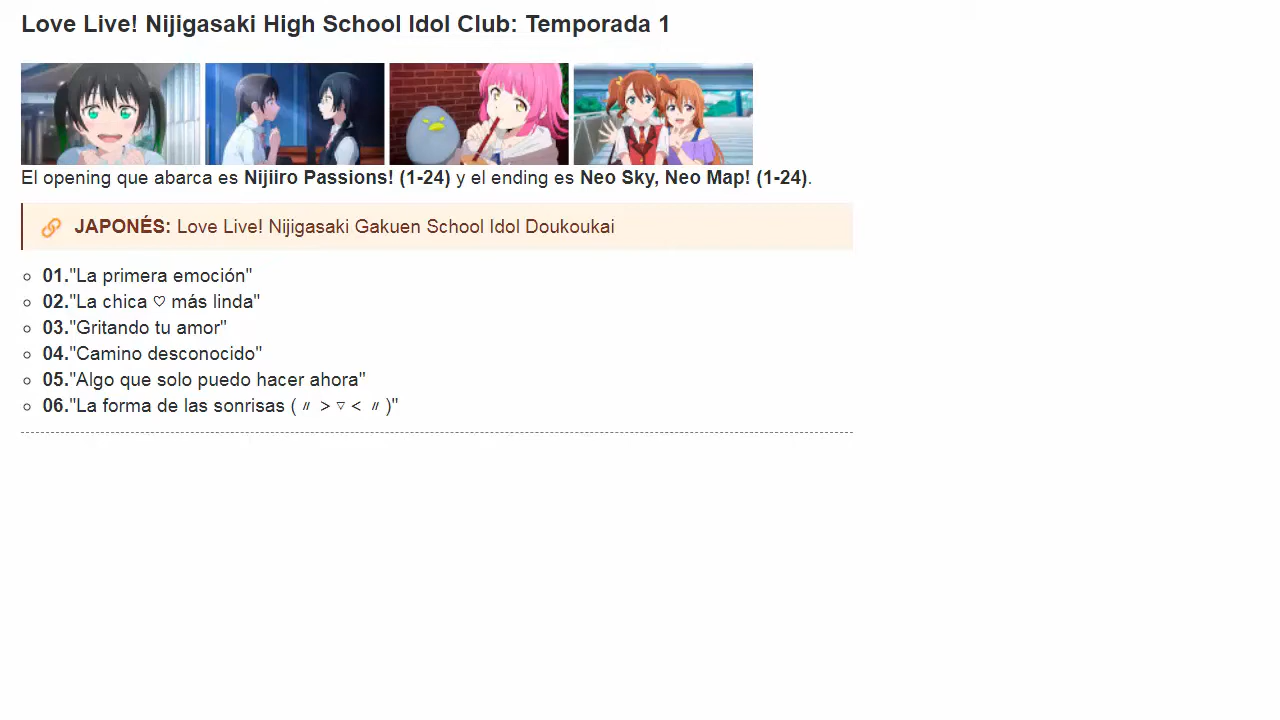 Love Live! Nijigasaki High School Idol Club: Temporada 1
El opening que abarca es Nijiiro Passions! (1-24) y el ending es Neo Sky, Neo Map! (1-24).
JAPONÉS: Love Live! Nijigasaki Gakuen School Idol Doukoukai
01."La primera emoción"
02."La chica ♡ más linda"
03."Gritando tu amor"
04."Camino desconocido"
05."Algo que solo puedo hacer ahora"
06."La forma de las sonrisas (〃＞▽＜〃)"